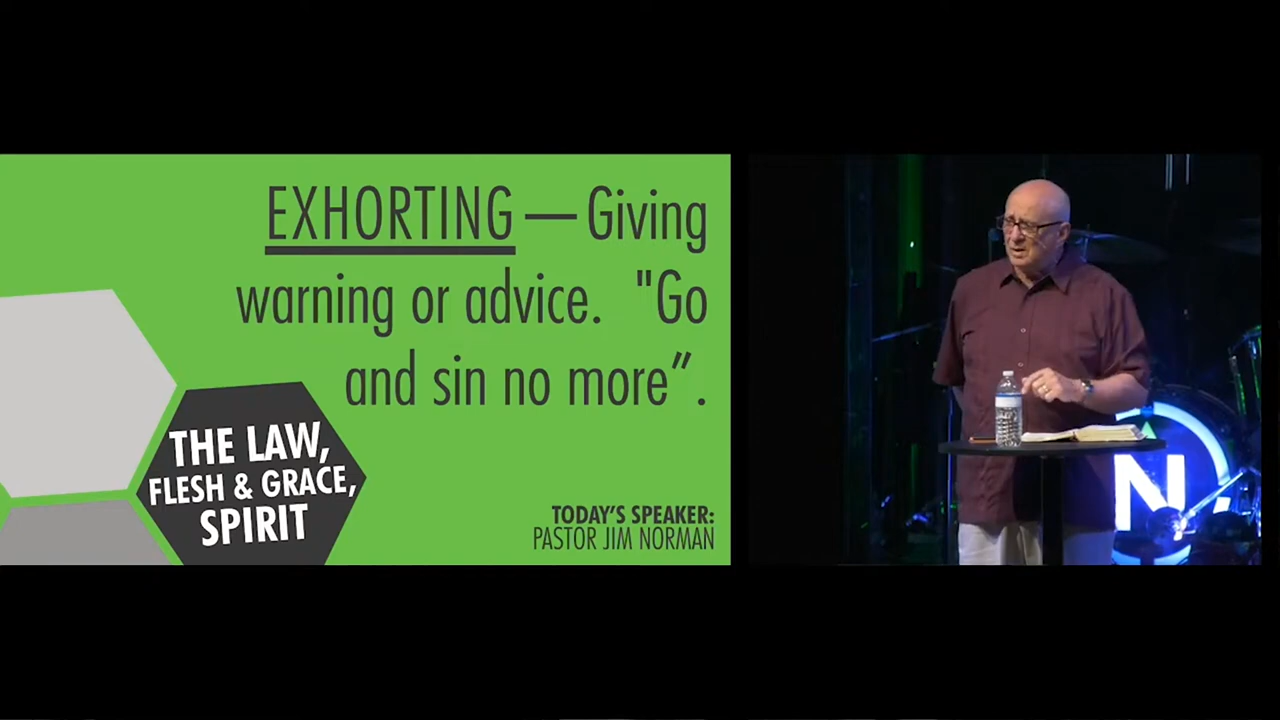 EXHORTING — Giving
warning or advice. "Go
and sin no more”.
THE LAW,
FLESH & GRACE,
SPIRIT
TODAY'S SPEAKER:
PASTOR JIM NORMAN
N